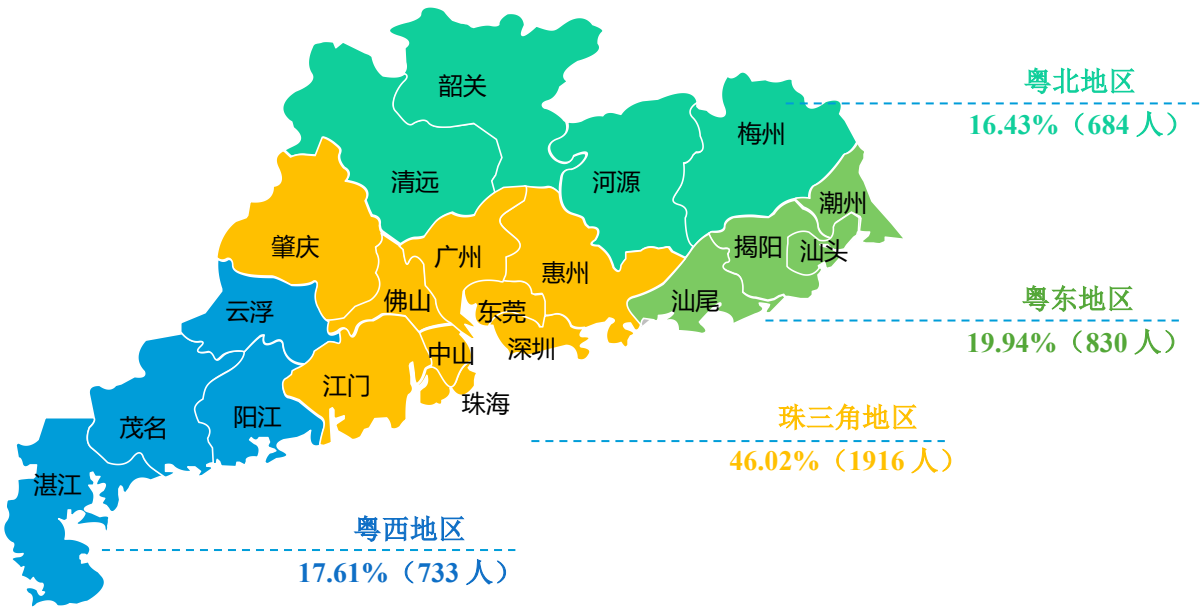 韶关
粤北地区
16.43%（684 人）
梅州
清远
河源
潮州
肇庆
广州
揭阳
汕头
惠州
佛山
汕尾
粤东地区
云浮
东莞
19.94%（830 人）
中山
深圳
江门
珠海
阳江
茂名
珠三角地区
46.02%（1916 人）
湛江
粤西地区
17.61%（733 人）